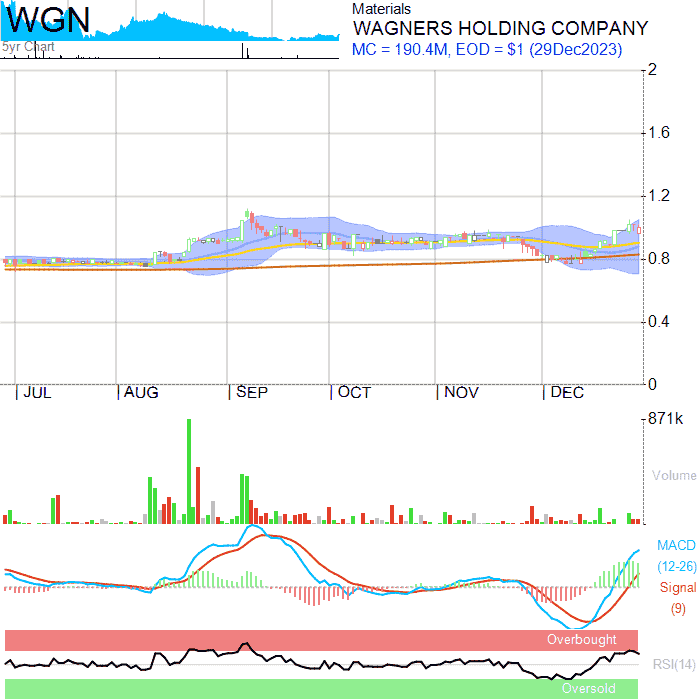 WGN
5yr Chart
Materials
WAGNERS HOLDING COMPANY
MC = 190.4M, EOD = $1 (29Dec2023)
2
1.6
1.2
0.8
0.4
0
JUL AUG SEP OCT NOV DEC
871k
Volume
MACD
(12-26)
Signal
(9)
Overbought
RSI(14)
Oversold